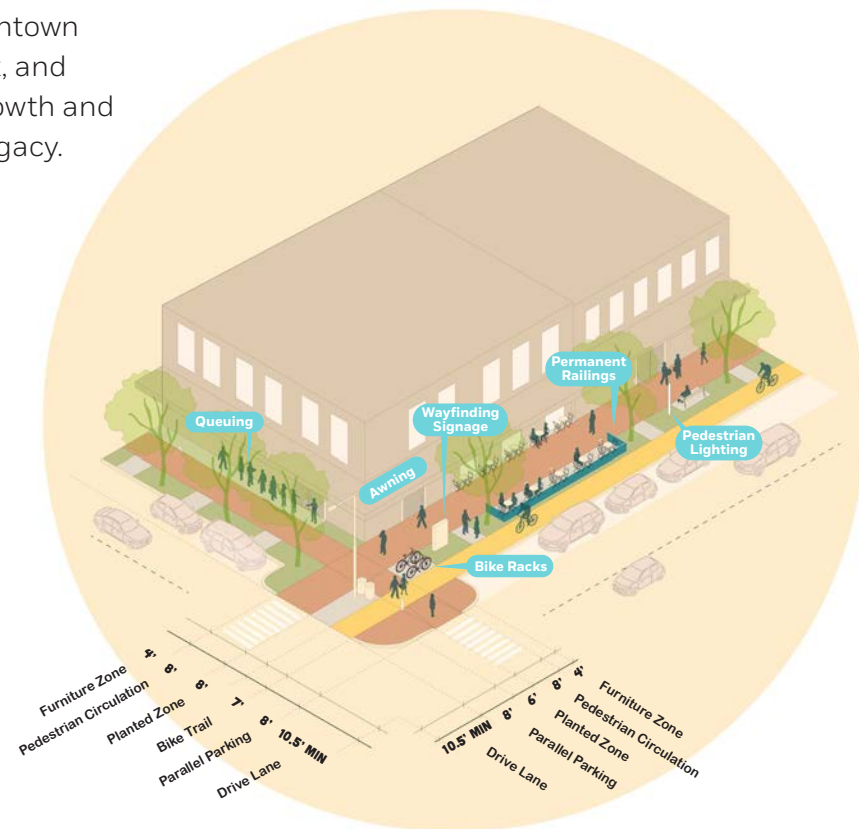 ntown
, and
owth and
gacy.
Permanent
Railings
Wayfinding
Signage
Queuing
Pedestrian
Lighting
Awning
Bike Racks
4' 8' 8' 7' 8' 10.5' MIN
Furniture Zone
Pedestrian Circulation
Planted Zone
Bike Trail
Parallel Parking
Drive Lane
10.5' MIN 8' 6' 8' 4'
Furniture Zone
Pedestrian Circulation
Planted Zone
Parallel Parking
Drive Lane